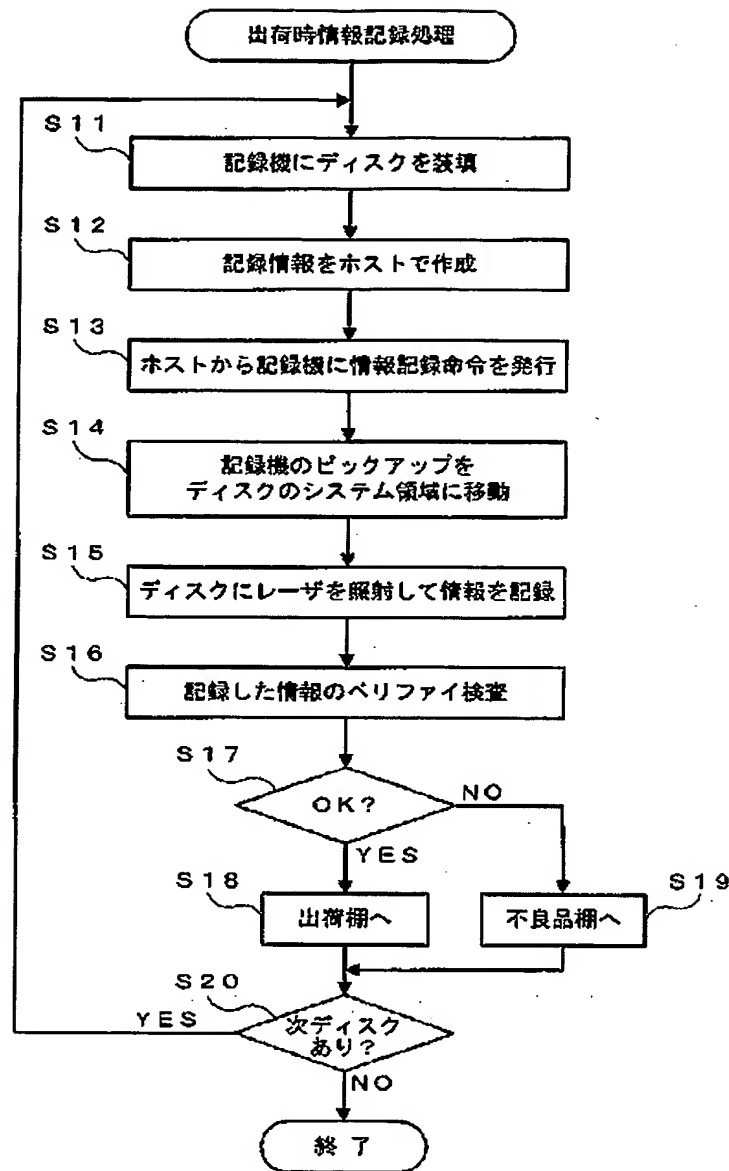 出荷時情報記録処理
S11
記録機にディスクを装填
S12
記録情報をホストで作成
S13
ホストから記録機に情報記録命令を発行
S14
記録機のピックアップを
ディスクのシステム領域に移動
S15
ディスクにレーザを照射して情報を記録
S16
記録した情報のベリファイ検査
S17
OK?
NO
YES
S18
出荷棚へ
S19
不良品棚へ
S20
YES
次ディスク
あり?
NO
終了